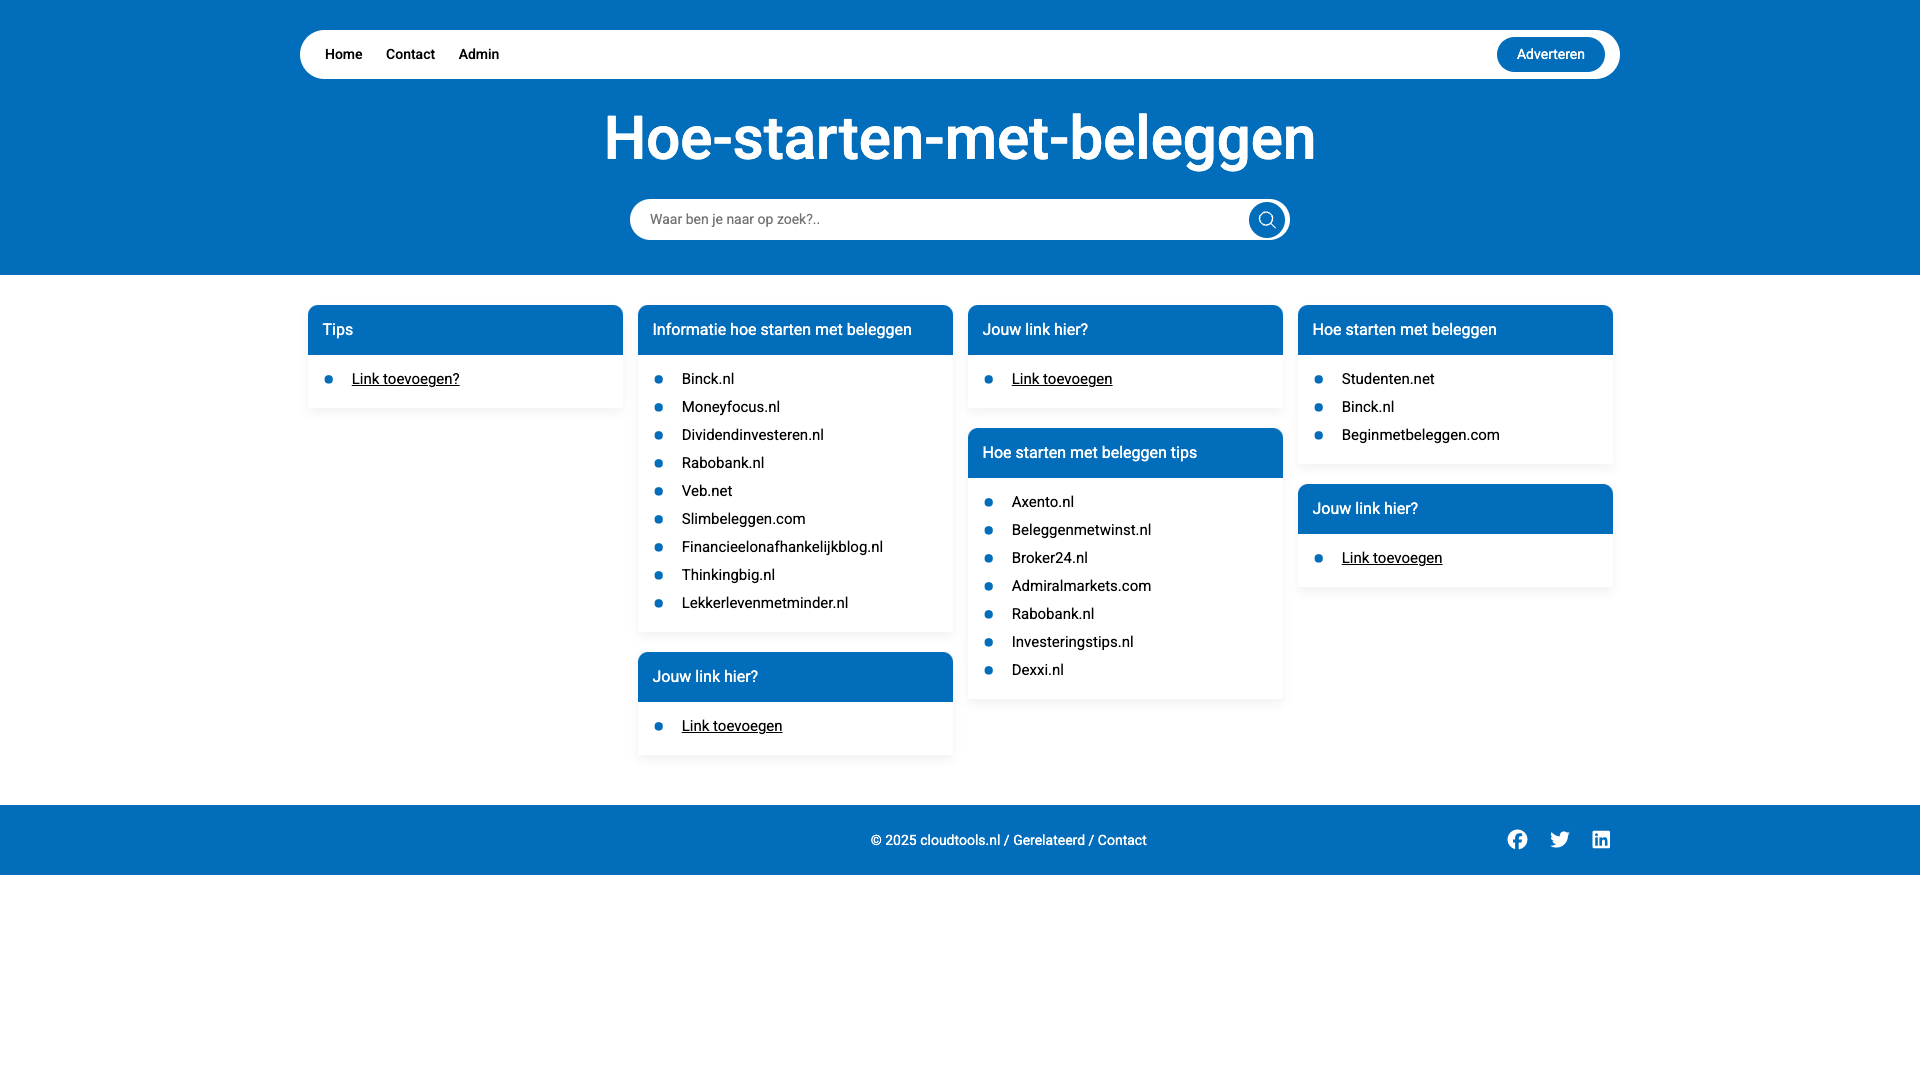 Home Contact Admin Adverteren
Hoe-starten-met-beleggen
Waar ben je naar op zoek?..
Tips
Link toevoegen?
Informatie hoe starten met beleggen
Binck.nl
Moneyfocus.nl
Dividendinvesteren.nl
Rabobank.nl
Veb.net
Slimbeleggen.com
Financieelonafhankelijkblog.nl
Thinkingbig.nl
Lekkerlevenmetminder.nl
Jouw link hier?
Link toevoegen
Jouw link hier?
Link toevoegen
Hoe starten met beleggen tips
Axento.nl
Beleggenmetwinst.nl
Broker24.nl
Admiralmarkets.com
Rabobank.nl
Investeringstips.nl
Dexxi.nl
Hoe starten met beleggen
Studenten.net
Binck.nl
Beginmetbeleggen.com
Jouw link hier?
Link toevoegen
© 2025 cloudtools.nl / Gerelateerd / Contact